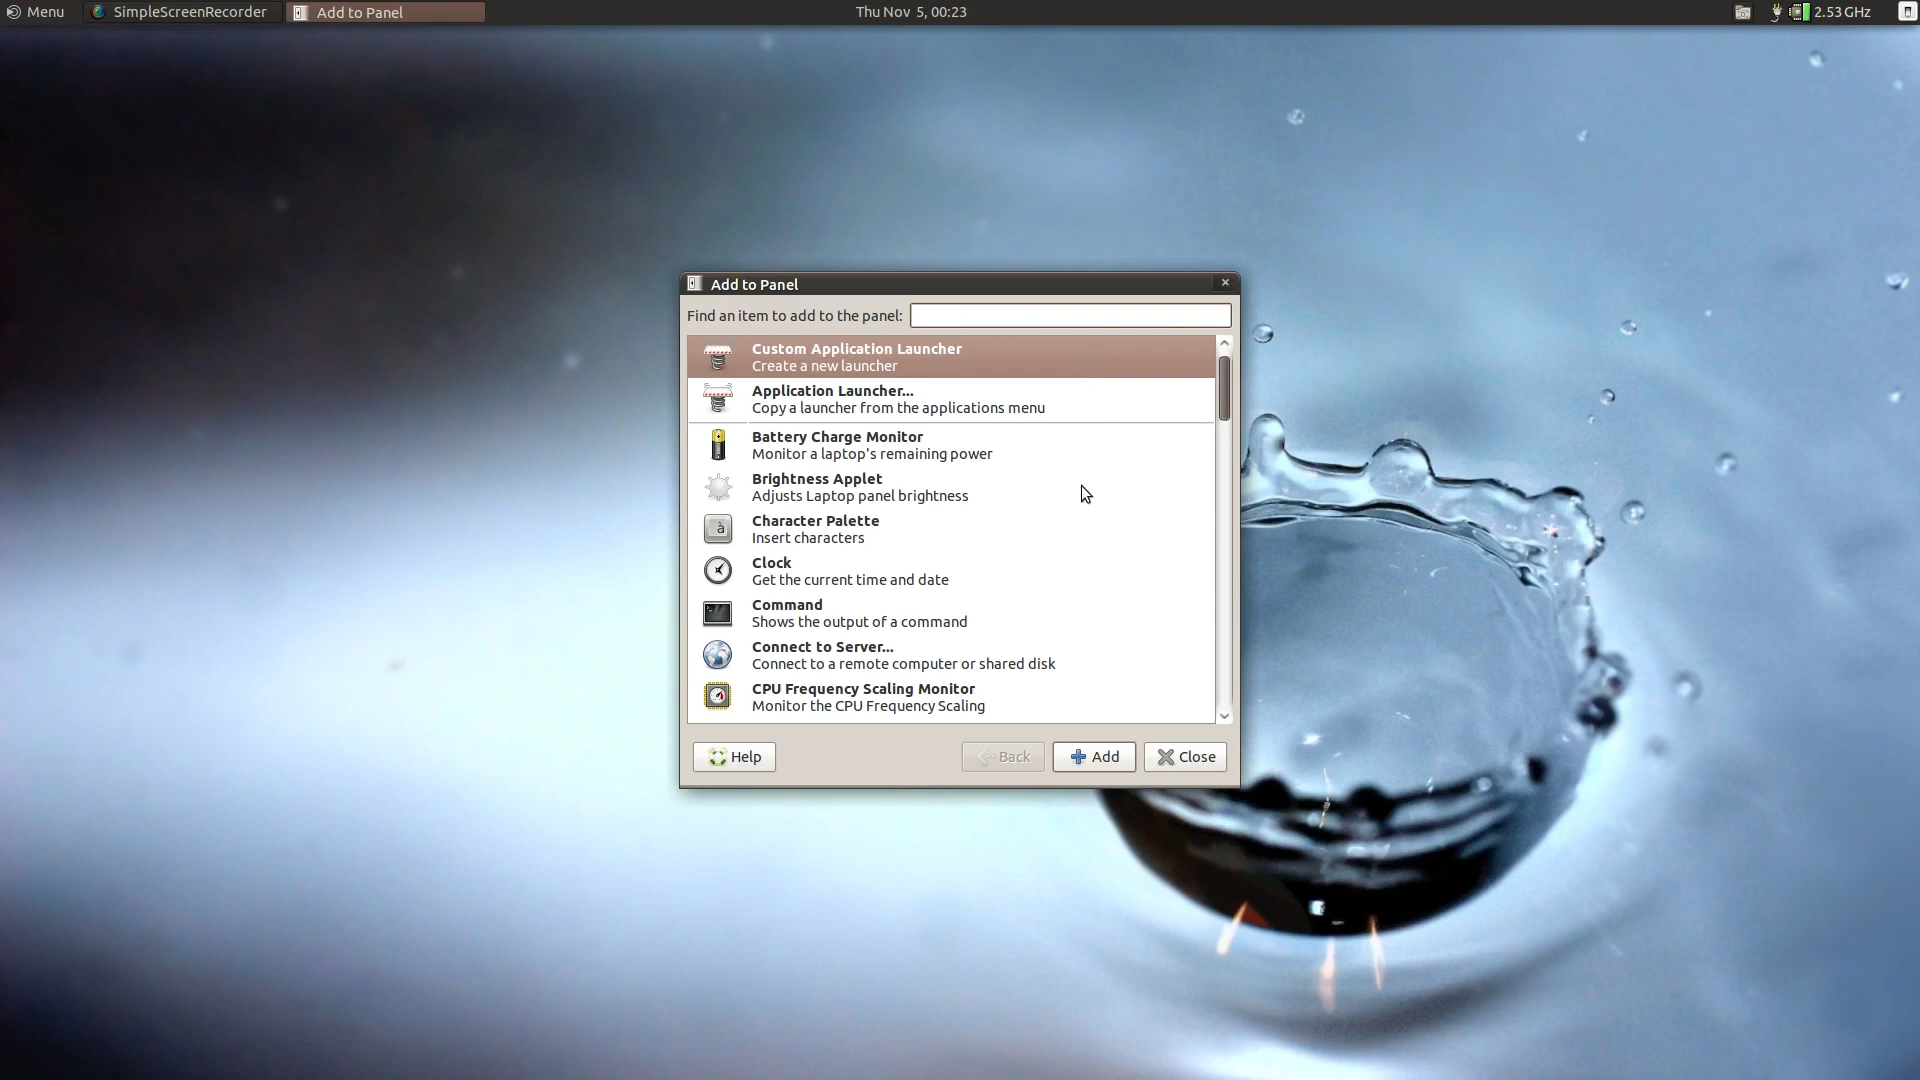 Menu
SimpleScreenRecorder
Add to Panel
Thu Nov 5, 00:23
2.53 GHz
Add to Panel
Find an item to add to the panel:
Custom Application Launcher
Create a new launcher
Application Launcher...
Copy a launcher from the applications menu
Battery Charge Monitor
Monitor a laptop's remaining power
Brightness Applet
Adjusts Laptop panel brightness
à
Character Palette
Insert characters
Clock
Get the current time and date
Command
Shows the output of a command
Connect to Server...
Connect to a remote computer or shared disk
CPU Frequency Scaling Monitor
Monitor the CPU Frequency Scaling
Help
Back
Add
Close